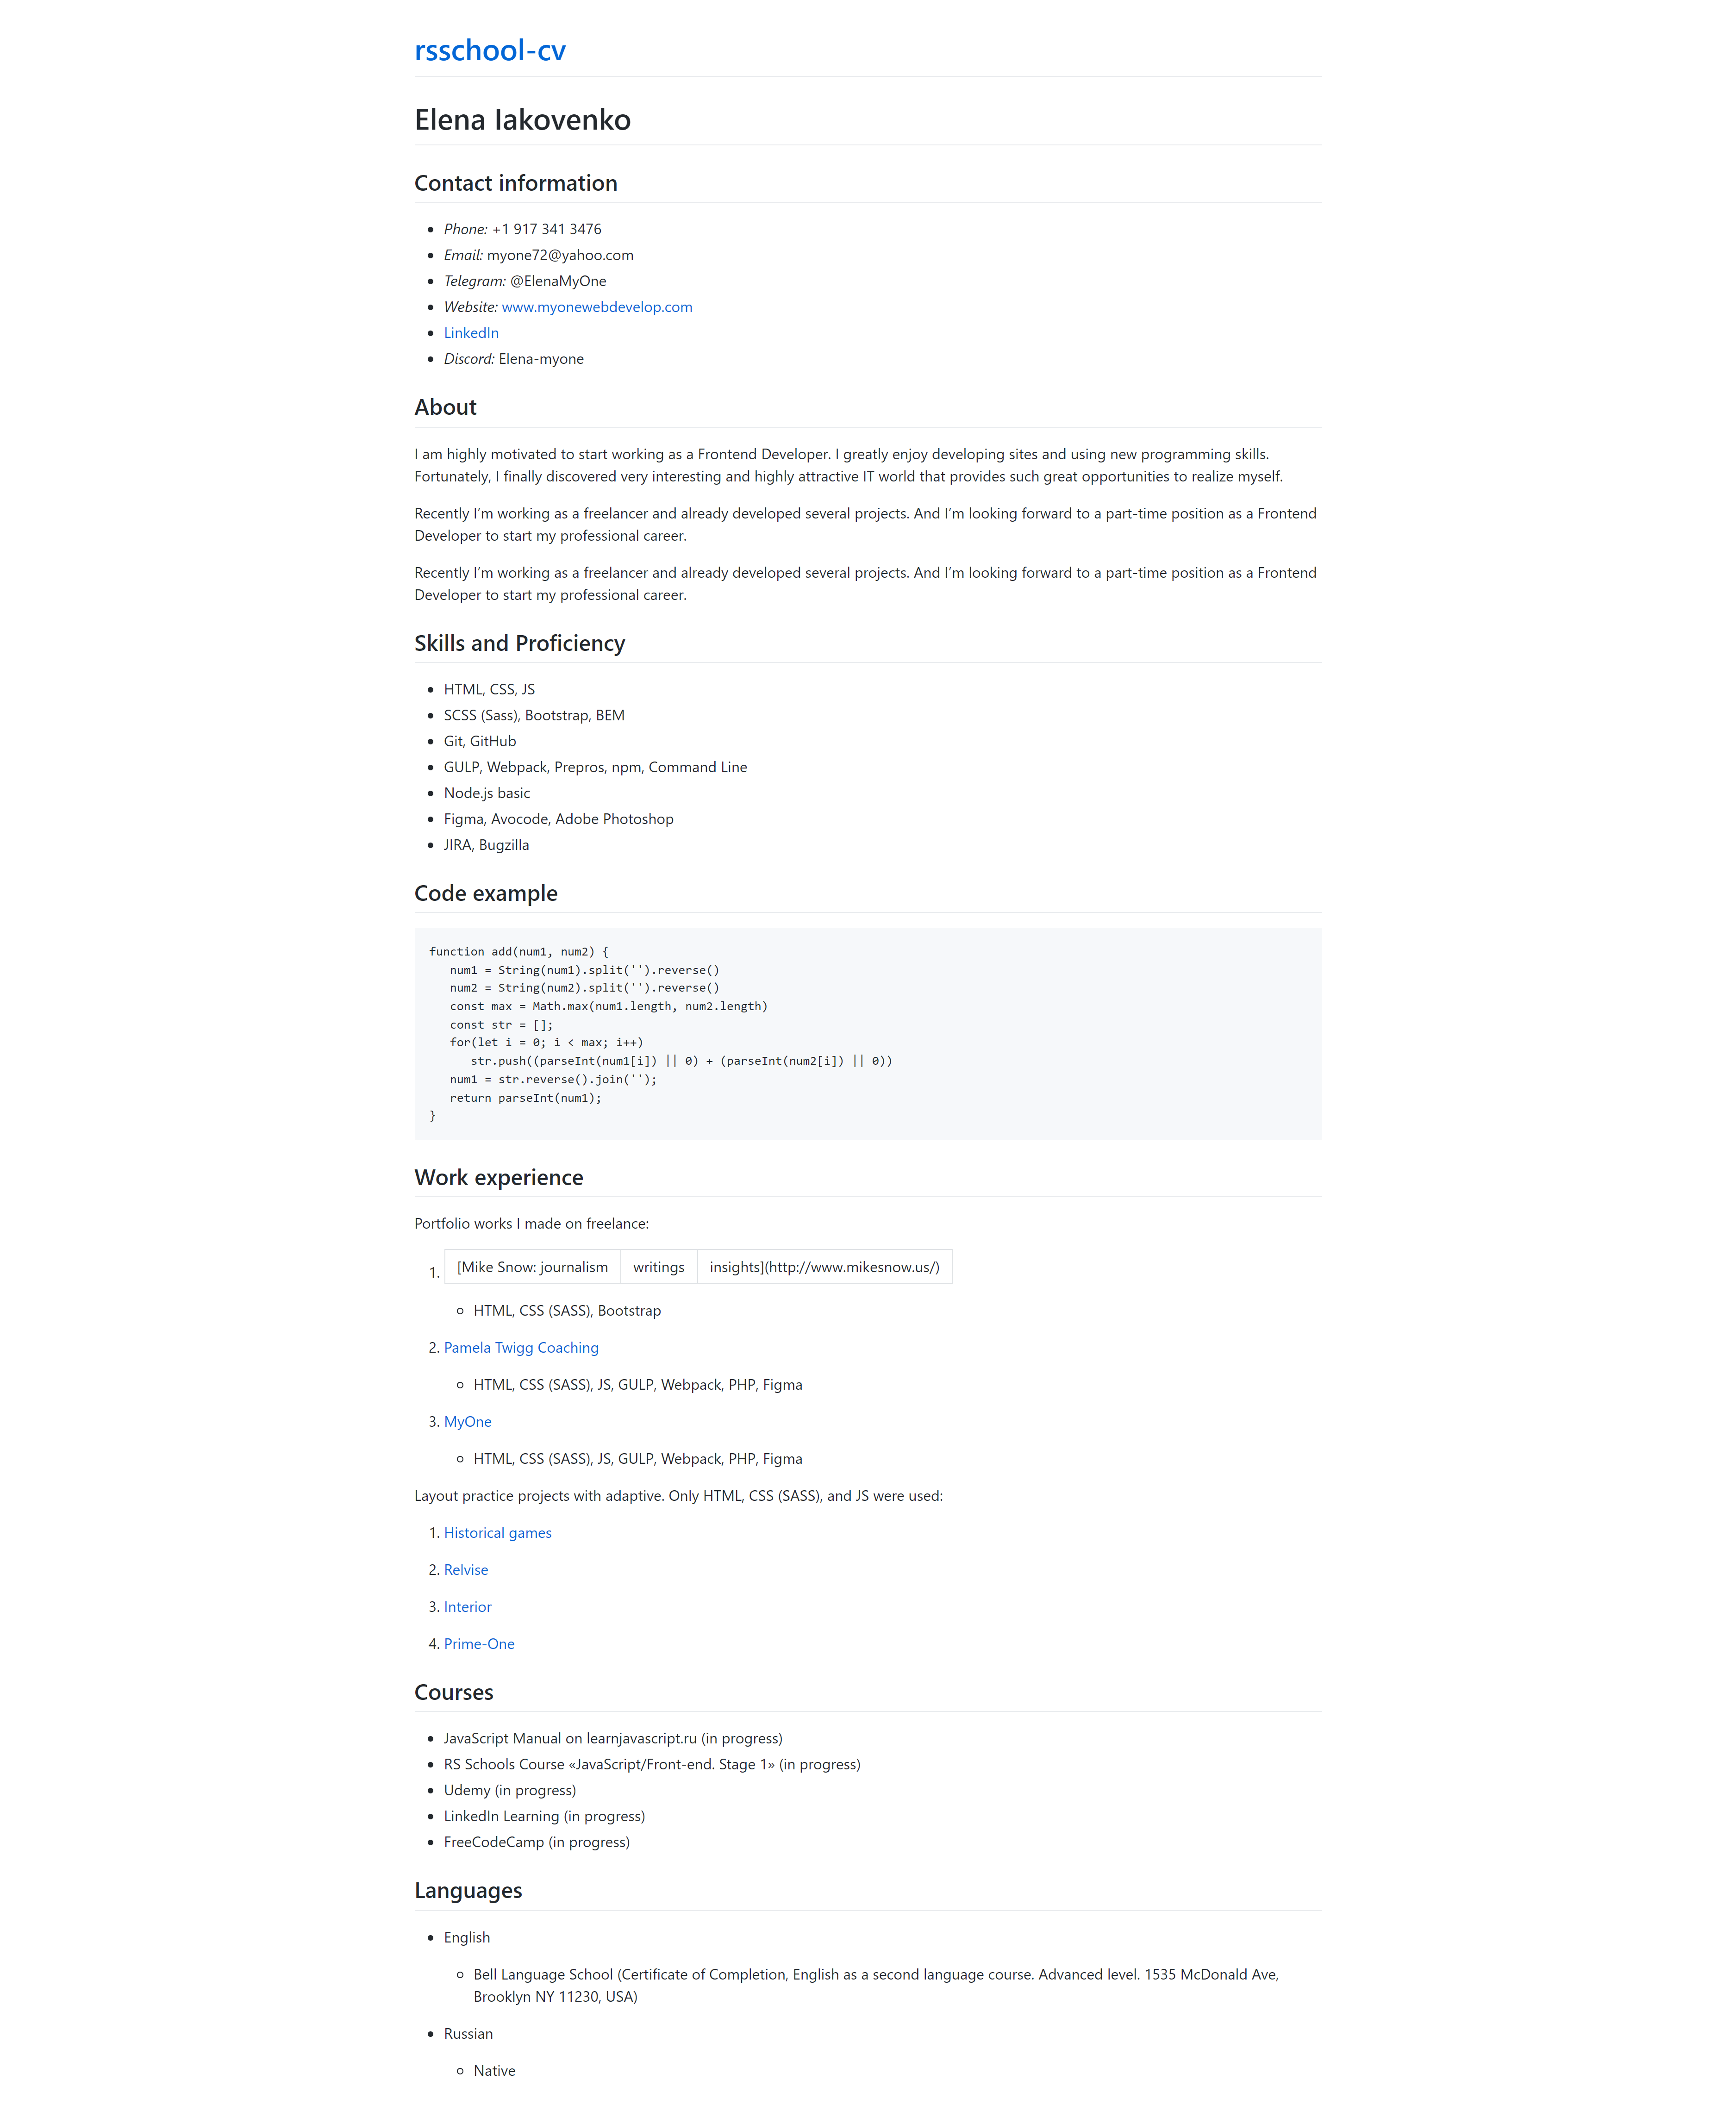 rsschool-cv
Elena Iakovenko
Contact information
Phone: +1 917 341 3476
Email: myone72@yahoo.com
Telegram: @ElenaMyOne
Website: www.myonewebdevelop.com
LinkedIn
Discord: Elena-myone
About
I am highly motivated to start working as a Frontend Developer. I greatly enjoy developing sites and using new programming skills.
Fortunately, I finally discovered very interesting and highly attractive IT world that provides such great opportunities to realize myself.
Recently I’m working as a freelancer and already developed several projects. And I’m looking forward to a part-time position as a Frontend
Developer to start my professional career.
Recently I’m working as a freelancer and already developed several projects. And I’m looking forward to a part-time position as a Frontend
Developer to start my professional career.
Skills and Proficiency
HTML, CSS, JS
SCSS (Sass), Bootstrap, BEM
Git, GitHub
GULP, Webpack, Prepros, npm, Command Line
Node.js basic
Figma, Avocode, Adobe Photoshop
JIRA, Bugzilla
Code example
function add(num1, num2) {
   num1 = String(num1).split('').reverse()
   num2 = String(num2).split('').reverse()
   const max = Math.max(num1.length, num2.length)
   const str = [];
   for(let i = 0; i < max; i++)
      str.push((parseInt(num1[i]) || 0) + (parseInt(num2[i]) || 0))
   num1 = str.reverse().join('');
   return parseInt(num1);
}
Work experience
Portfolio works I made on freelance:
1. [Mike Snow: journalism writings insights](http://www.mikesnow.us/)
HTML, CSS (SASS), Bootstrap
2. Pamela Twigg Coaching
HTML, CSS (SASS), JS, GULP, Webpack, PHP, Figma
3. MyOne
HTML, CSS (SASS), JS, GULP, Webpack, PHP, Figma
Layout practice projects with adaptive. Only HTML, CSS (SASS), and JS were used:
1. Historical games
2. Relvise
3. Interior
4. Prime-One
Courses
JavaScript Manual on learnjavascript.ru (in progress)
RS Schools Course «JavaScript/Front-end. Stage 1» (in progress)
Udemy (in progress)
LinkedIn Learning (in progress)
FreeCodeCamp (in progress)
Languages
English
Bell Language School (Certificate of Completion, English as a second language course. Advanced level. 1535 McDonald Ave,
Brooklyn NY 11230, USA)
Russian
Native